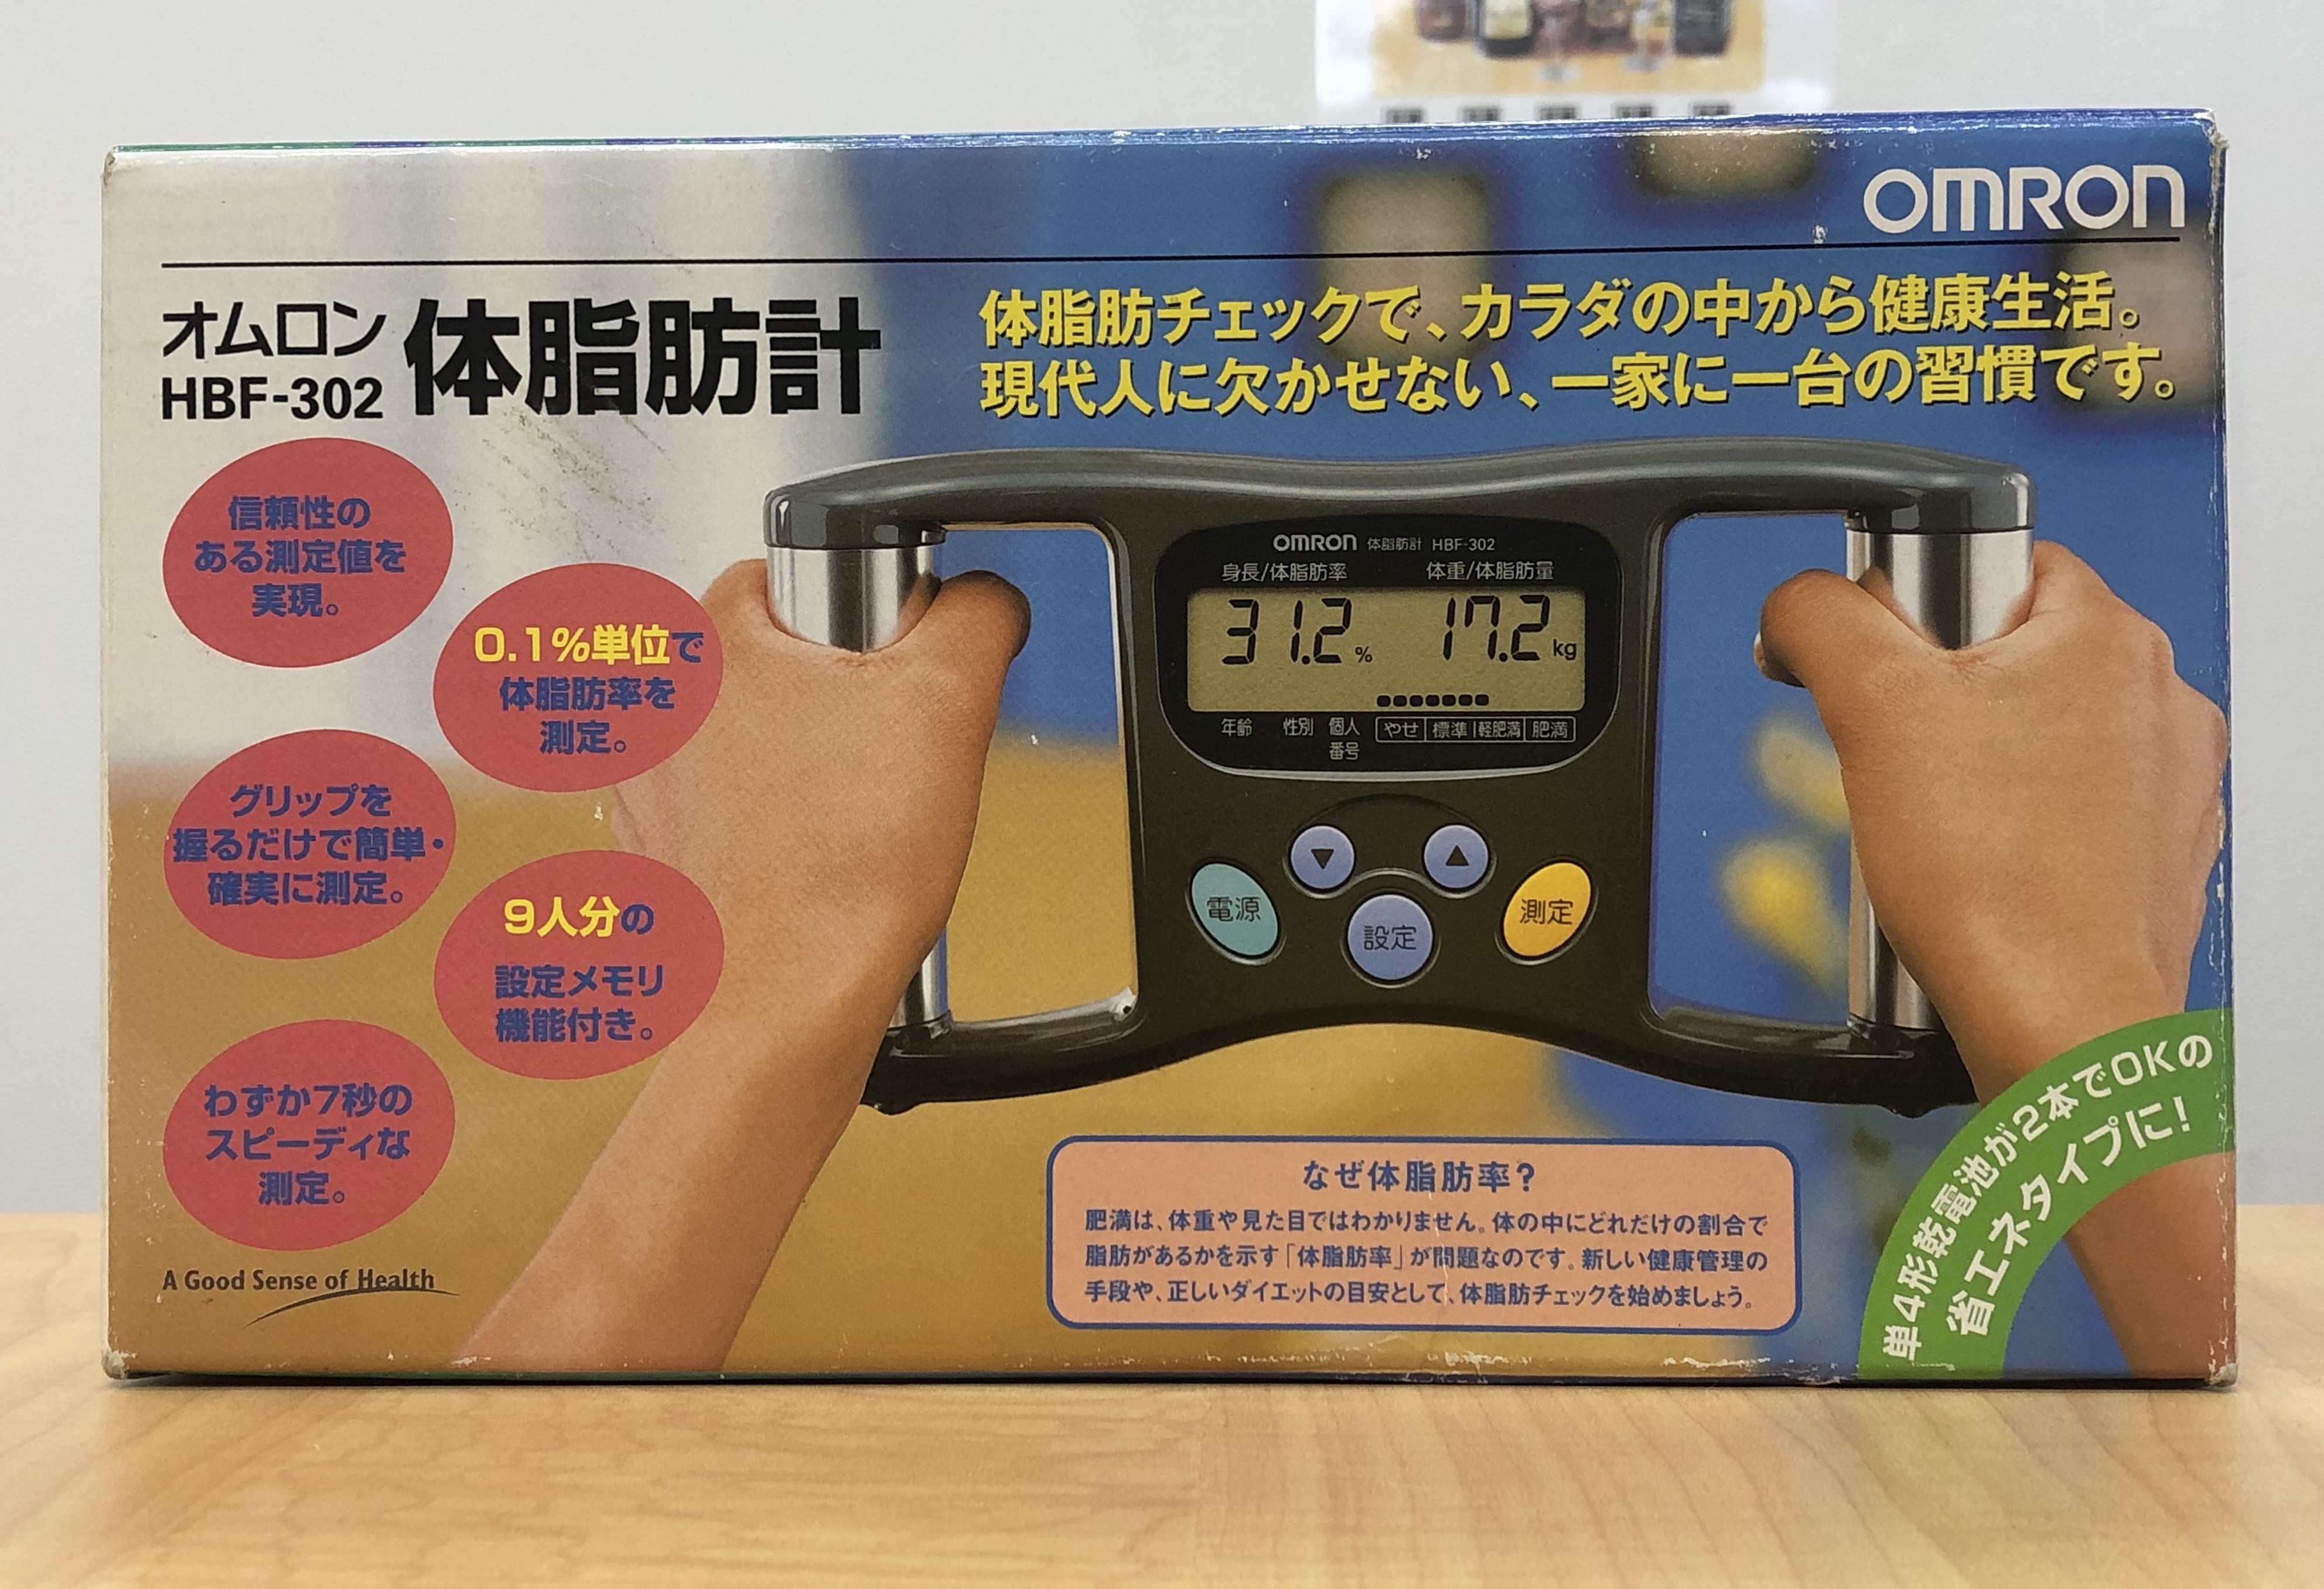 OMRON
オムロン
HBF-302
体脂肪計
体脂肪チェックで、カラダの中から健康生活。
現代人に欠かせない、一家に一台の習慣です。
信頼性の
ある測定値を
実現。
0.1%単位で
体脂肪率を
測定。
グリップを
握るだけで簡単・
確実に測定。
9人分の
設定メモリ
機能付き。
わずか7秒の
スピーディな
測定。
A Good Sense of Health
OMRON 体脂肪計 HBF-302
身長/体脂肪率 体重/体脂肪量
31.2% 17.2kg
年齢 性別 個人 やせ 標準 軽肥満 肥満
番号
▼ ▲
電源 設定 測定
なぜ体脂肪率?
肥満は、体重や見た目ではわかりません。体の中にどれだけの割合で
脂肪があるかを示す「体脂肪率」が問題なのです。新しい健康管理の
手段や、正しいダイエットの目安として、体脂肪チェックを始めましょう。
単4形乾電池が2本でOKの
省エネタイプに!